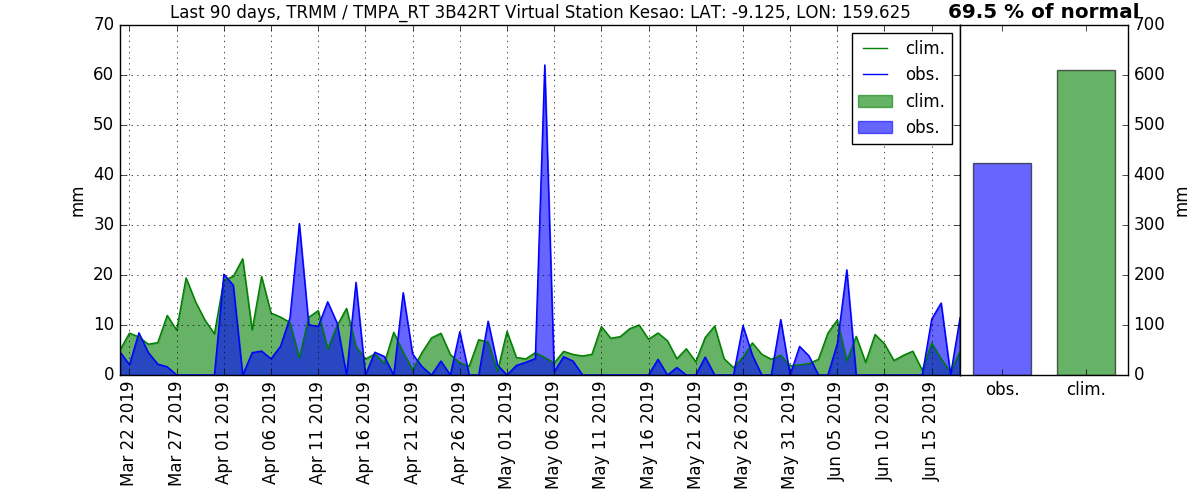 Last 90 days, TRMM / TMPA_RT 3B42RT Virtual Station Kesao: LAT: -9.125, LON: 159.625
69.5 % of normal
clim.
obs.
clim.
obs.
mm
70
60
50
40
30
20
10
0
Mar 22 2019
Mar 27 2019
Apr 01 2019
Apr 06 2019
Apr 11 2019
Apr 16 2019
Apr 21 2019
Apr 26 2019
May 01 2019
May 06 2019
May 11 2019
May 16 2019
May 21 2019
May 26 2019
May 31 2019
Jun 05 2019
Jun 10 2019
Jun 15 2019
700
600
500
400
300
200
100
0
mm
obs.
clim.